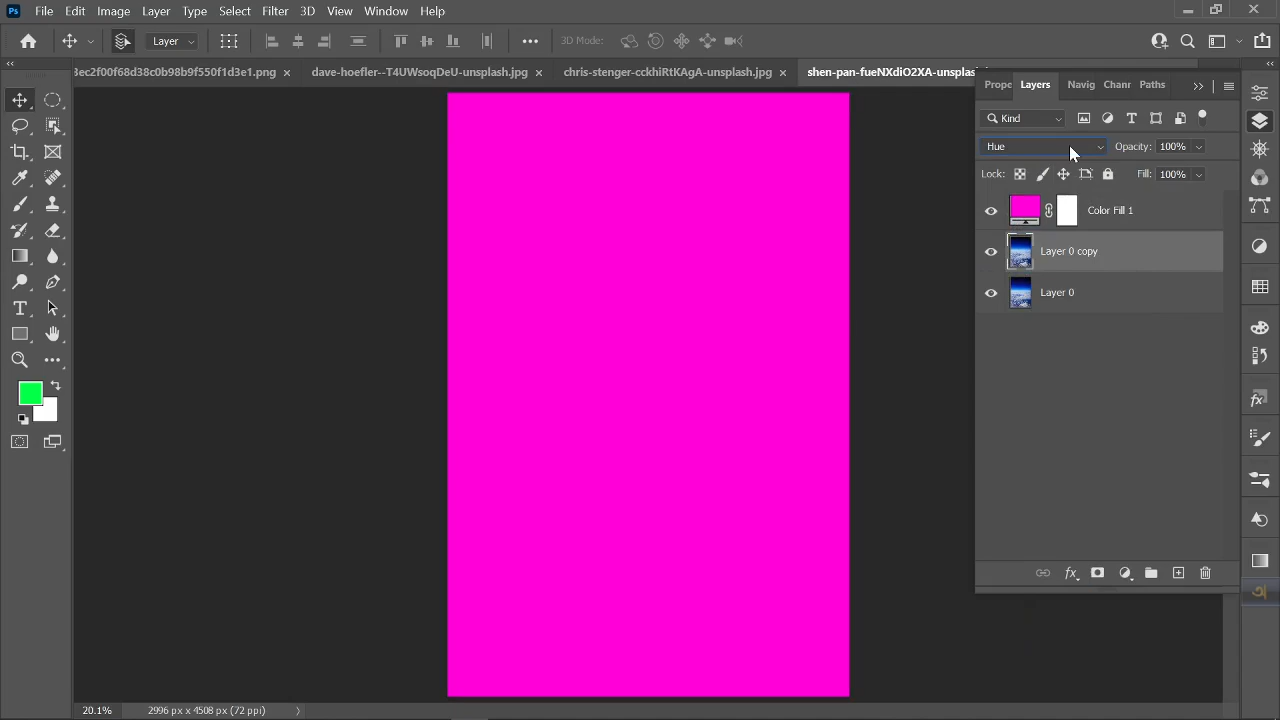 Ps File Edit Image Layer Type Select Filter 3D View Window Help
Layer 3D Mode:
3ec2f00f68d38c0b98b9f550f1d3e1.png dave-hoefler--T4UWsoqDeU-unsplash.jpg chris-stenger-cckhiRtKAgA-unsplash.jpg shen-pan-fueNXdiO2XA-unsplash
Prope Layers Navig Chann Paths
Kind
Hue Opacity: 100%
Lock: Fill: 100%
Color Fill 1
Layer 0 copy
Layer 0
fx
20.1% 2996 px x 4508 px (72 ppi)